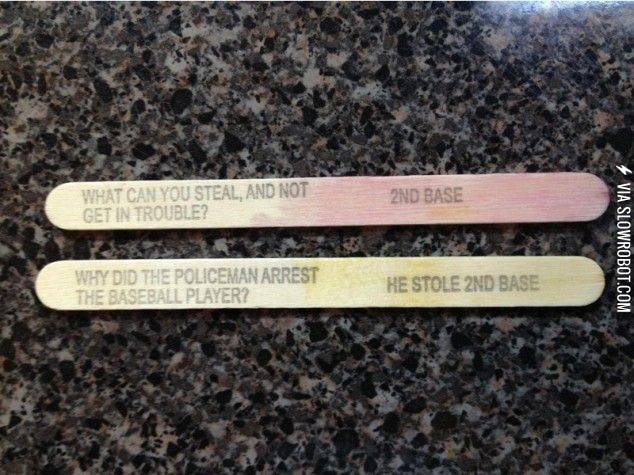 WHAT CAN YOU STEAL, AND NOT
GET IN TROUBLE?
2ND BASE
WHY DID THE POLICEMAN ARREST
THE BASEBALL PLAYER?
HE STOLE 2ND BASE
VIA SLOWROBOT.COM